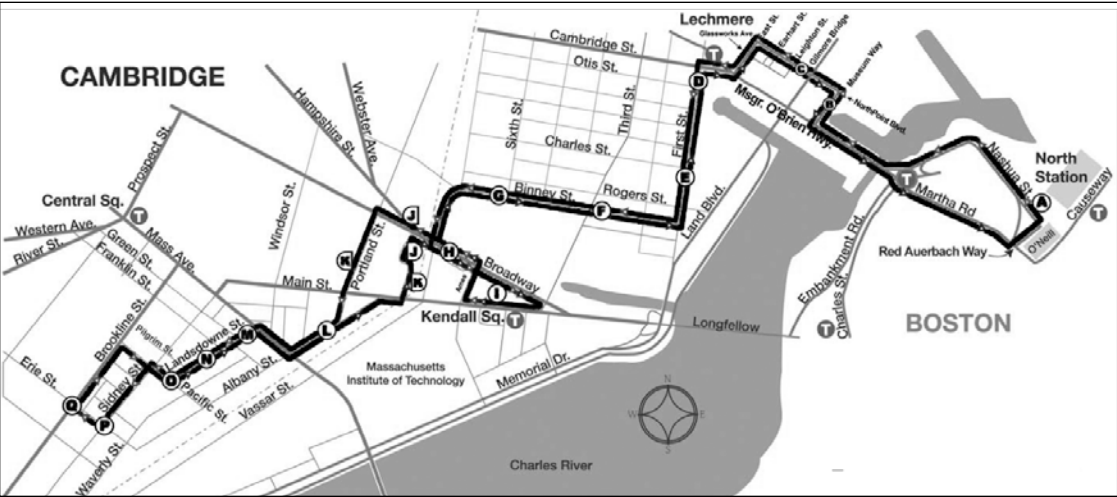 CAMBRIDGE
Lechmere
Glassworks Ave.
East St.
Earhart St.
Leighton St.
Gilmore Bridge
Museum Way
NorthPoint Blvd.
Cambridge St.
Otis St.
Third St.
Sixth St.
Charles St.
First St.
Msgr. O'Brien Hwy.
Hampshire St.
Webster Ave.
Prospect St.
Windsor St.
Binney St.
Rogers St.
Land Blvd.
Nashua St.
North
Station
Causeway
Martha Rd
O'Neill
Red Auerbach Way
Embankment Rd.
Charles St.
Central Sq.
Western Ave.
River St.
Green St.
Franklin St.
Mass Ave.
Main St.
Portland St.
Broadway
Ames
Kendall Sq.
Longfellow
BOSTON
Brookline St.
Pilgrim St.
Landsdowne St.
Erie St.
Sidney St.
Pacific St.
Albany St.
Vassar St.
Waverly St.
Massachusetts
Institute of Technology
Memorial Dr.
Charles River
A
B
C
D
E
F
G
H
I
J
J
K
K
L
M
N
O
P
Q
T
T
T
T
T
T
N
W
E
S